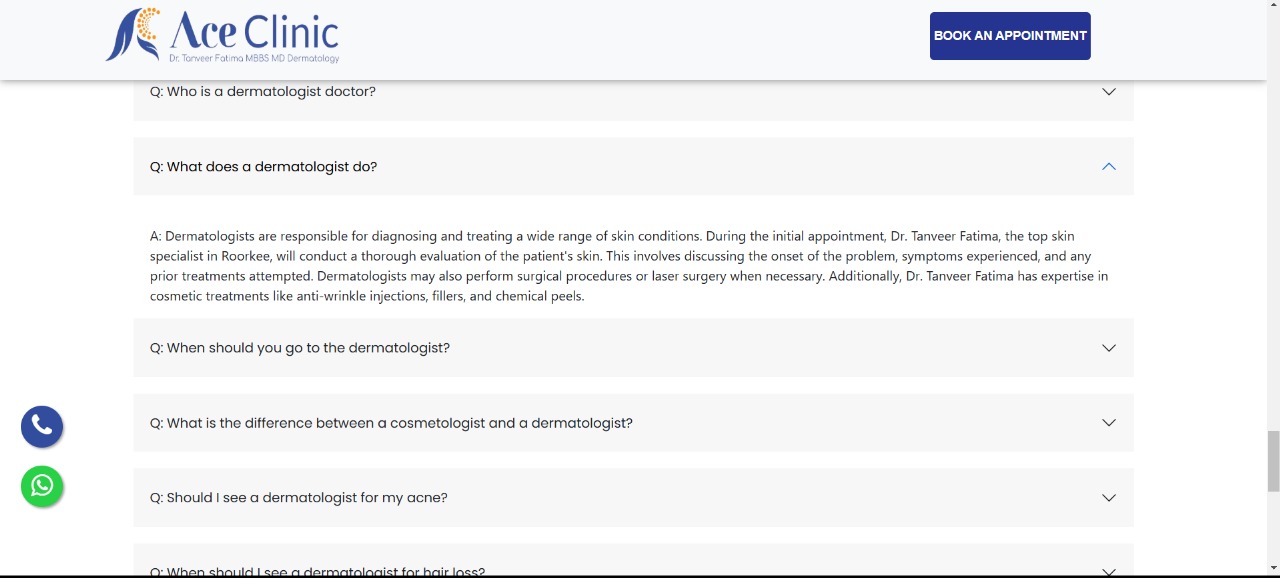 Ace Clinic
Dr. Tanveer Fatima MBBS MD Dermatology
BOOK AN APPOINTMENT
Q: Who is a dermatologist doctor?
Q: What does a dermatologist do?
A: Dermatologists are responsible for diagnosing and treating a wide range of skin conditions. During the initial appointment, Dr. Tanveer Fatima, the top skin
specialist in Roorkee, will conduct a thorough evaluation of the patient's skin. This involves discussing the onset of the problem, symptoms experienced, and any
prior treatments attempted. Dermatologists may also perform surgical procedures or laser surgery when necessary. Additionally, Dr. Tanveer Fatima has expertise in
cosmetic treatments like anti-wrinkle injections, fillers, and chemical peels.
Q: When should you go to the dermatologist?
Q: What is the difference between a cosmetologist and a dermatologist?
Q: Should I see a dermatologist for my acne?
Q: When should I see a dermatologist for hair loss?